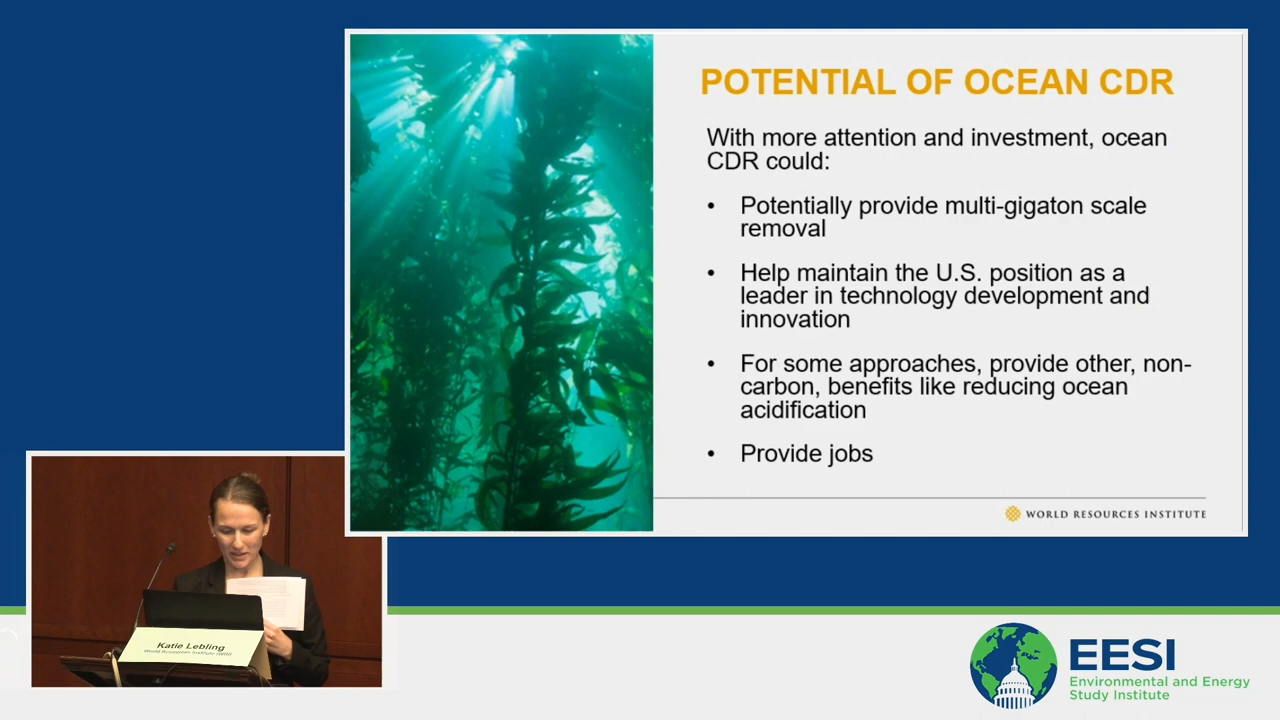 POTENTIAL OF OCEAN CDR
With more attention and investment, ocean
CDR could:
• Potentially provide multi-gigaton scale
removal
• Help maintain the U.S. position as a
leader in technology development and
innovation
• For some approaches, provide other, non-
carbon, benefits like reducing ocean
acidification
• Provide jobs
WORLD RESOURCES INSTITUTE
Katie Lebling
World Resources Institute (WRI)
EESI
Environmental and Energy
Study Institute